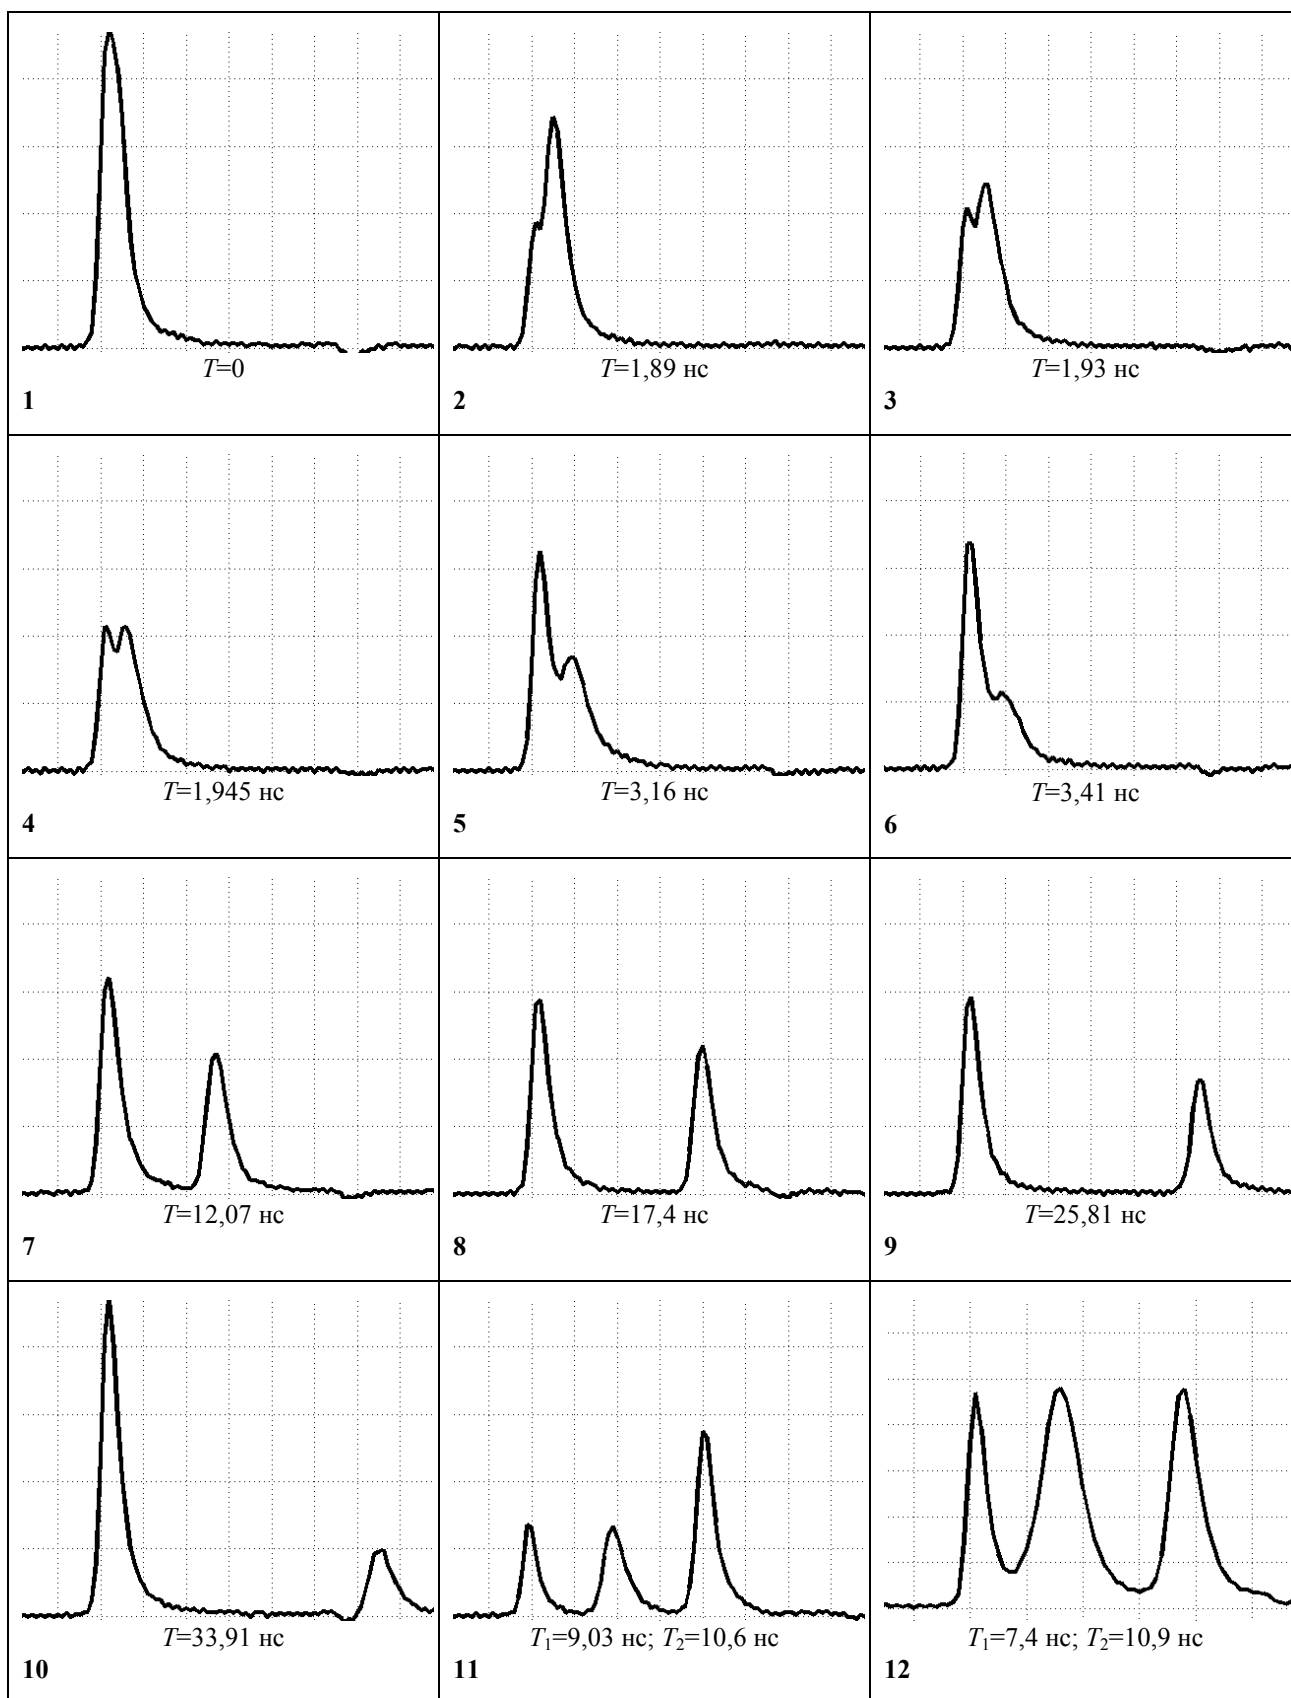 T=0
1
T=1,89 нс
2
T=1,93 нс
3
T=1,945 нс
4
T=3,16 нс
5
T=3,41 нс
6
T=12,07 нс
7
T=17,4 нс
8
T=25,81 нс
9
T=33,91 нс
10
T1=9,03 нс; T2=10,6 нс
11
T1=7,4 нс; T2=10,9 нс
12